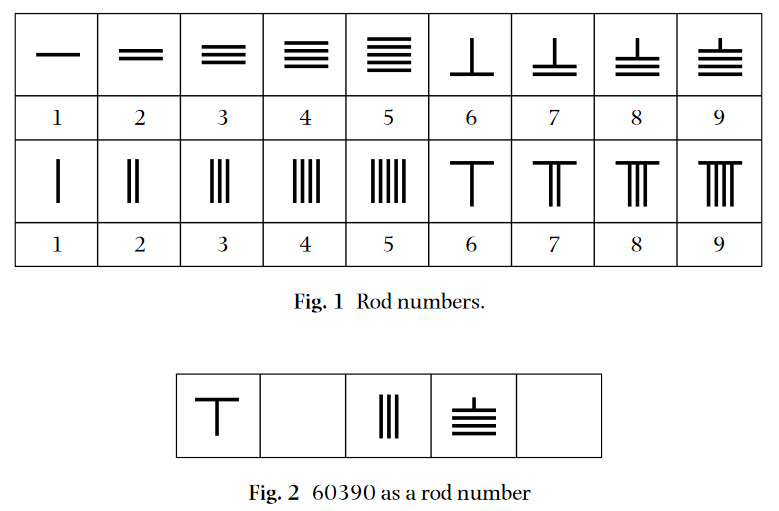 1 2 3 4 5 6 7 8 9
1 2 3 4 5 6 7 8 9
Fig. 1 Rod numbers.
Fig. 2 60390 as a rod number